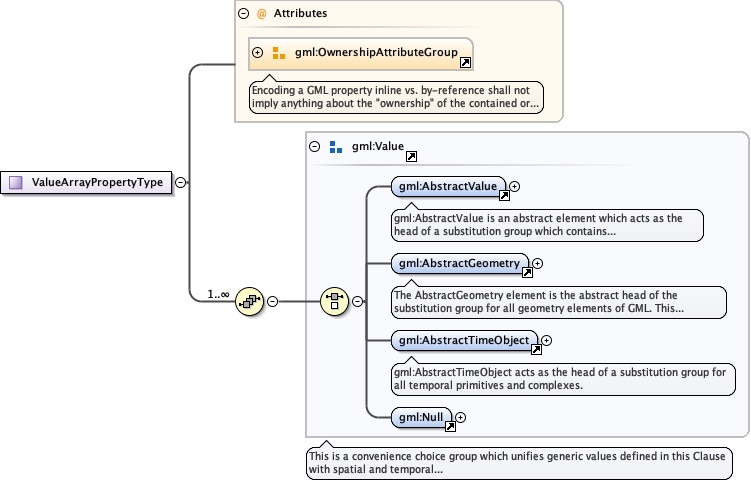 @ Attributes
gml:OwnershipAttributeGroup
Encoding a GML property inline vs. by-reference shall not
imply anything about the "ownership" of the contained or...
ValueArrayPropertyType
gml:Value
gml:AbstractValue
gml:AbstractValue is an abstract element which acts as the
head of a substitution group which contains...
gml:AbstractGeometry
The AbstractGeometry element is the abstract head of the
substitution group for all geometry elements of GML. This...
1..∞
gml:AbstractTimeObject
gml:AbstractTimeObject acts as the head of a substitution group for
all temporal primitives and complexes.
gml:Null
This is a convenience choice group which unifies generic values defined in this Clause
with spatial and temporal...